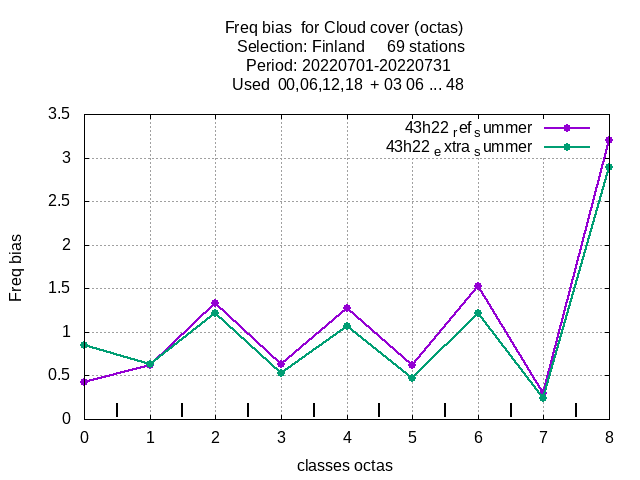 Freq bias  for Cloud cover (octas)
Selection: Finland     69 stations
Period: 20220701-20220731
Used  00,06,12,18  + 03 06 ... 48
43h22 ref summer
43h22 extra summer
3.5
3
2.5
2
1.5
1
0.5
0
Freq bias
0 1 2 3 4 5 6 7 8
classes octas